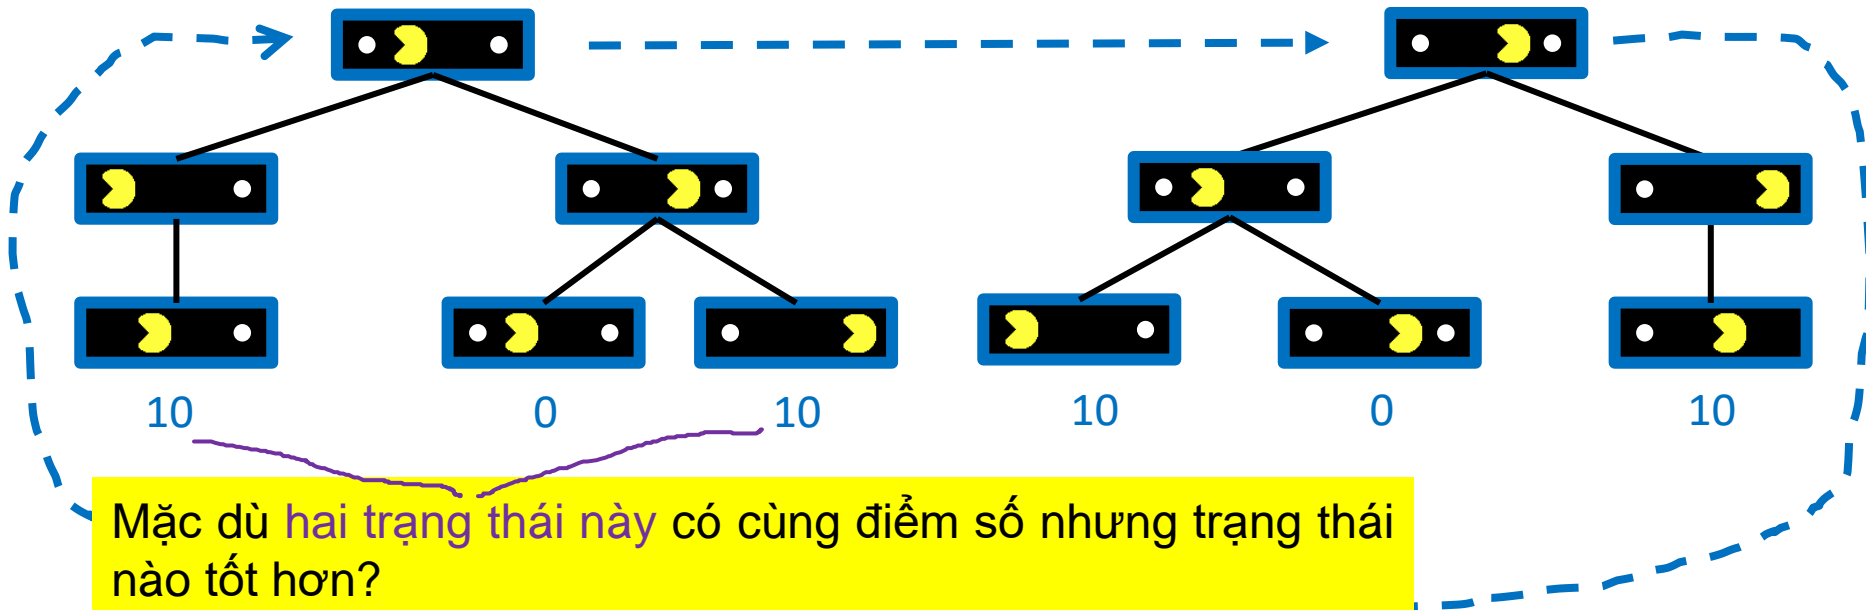 10 0 10 10 0 10
Mặc dù hai trạng thái này có cùng điểm số nhưng trạng thái
nào tốt hơn?